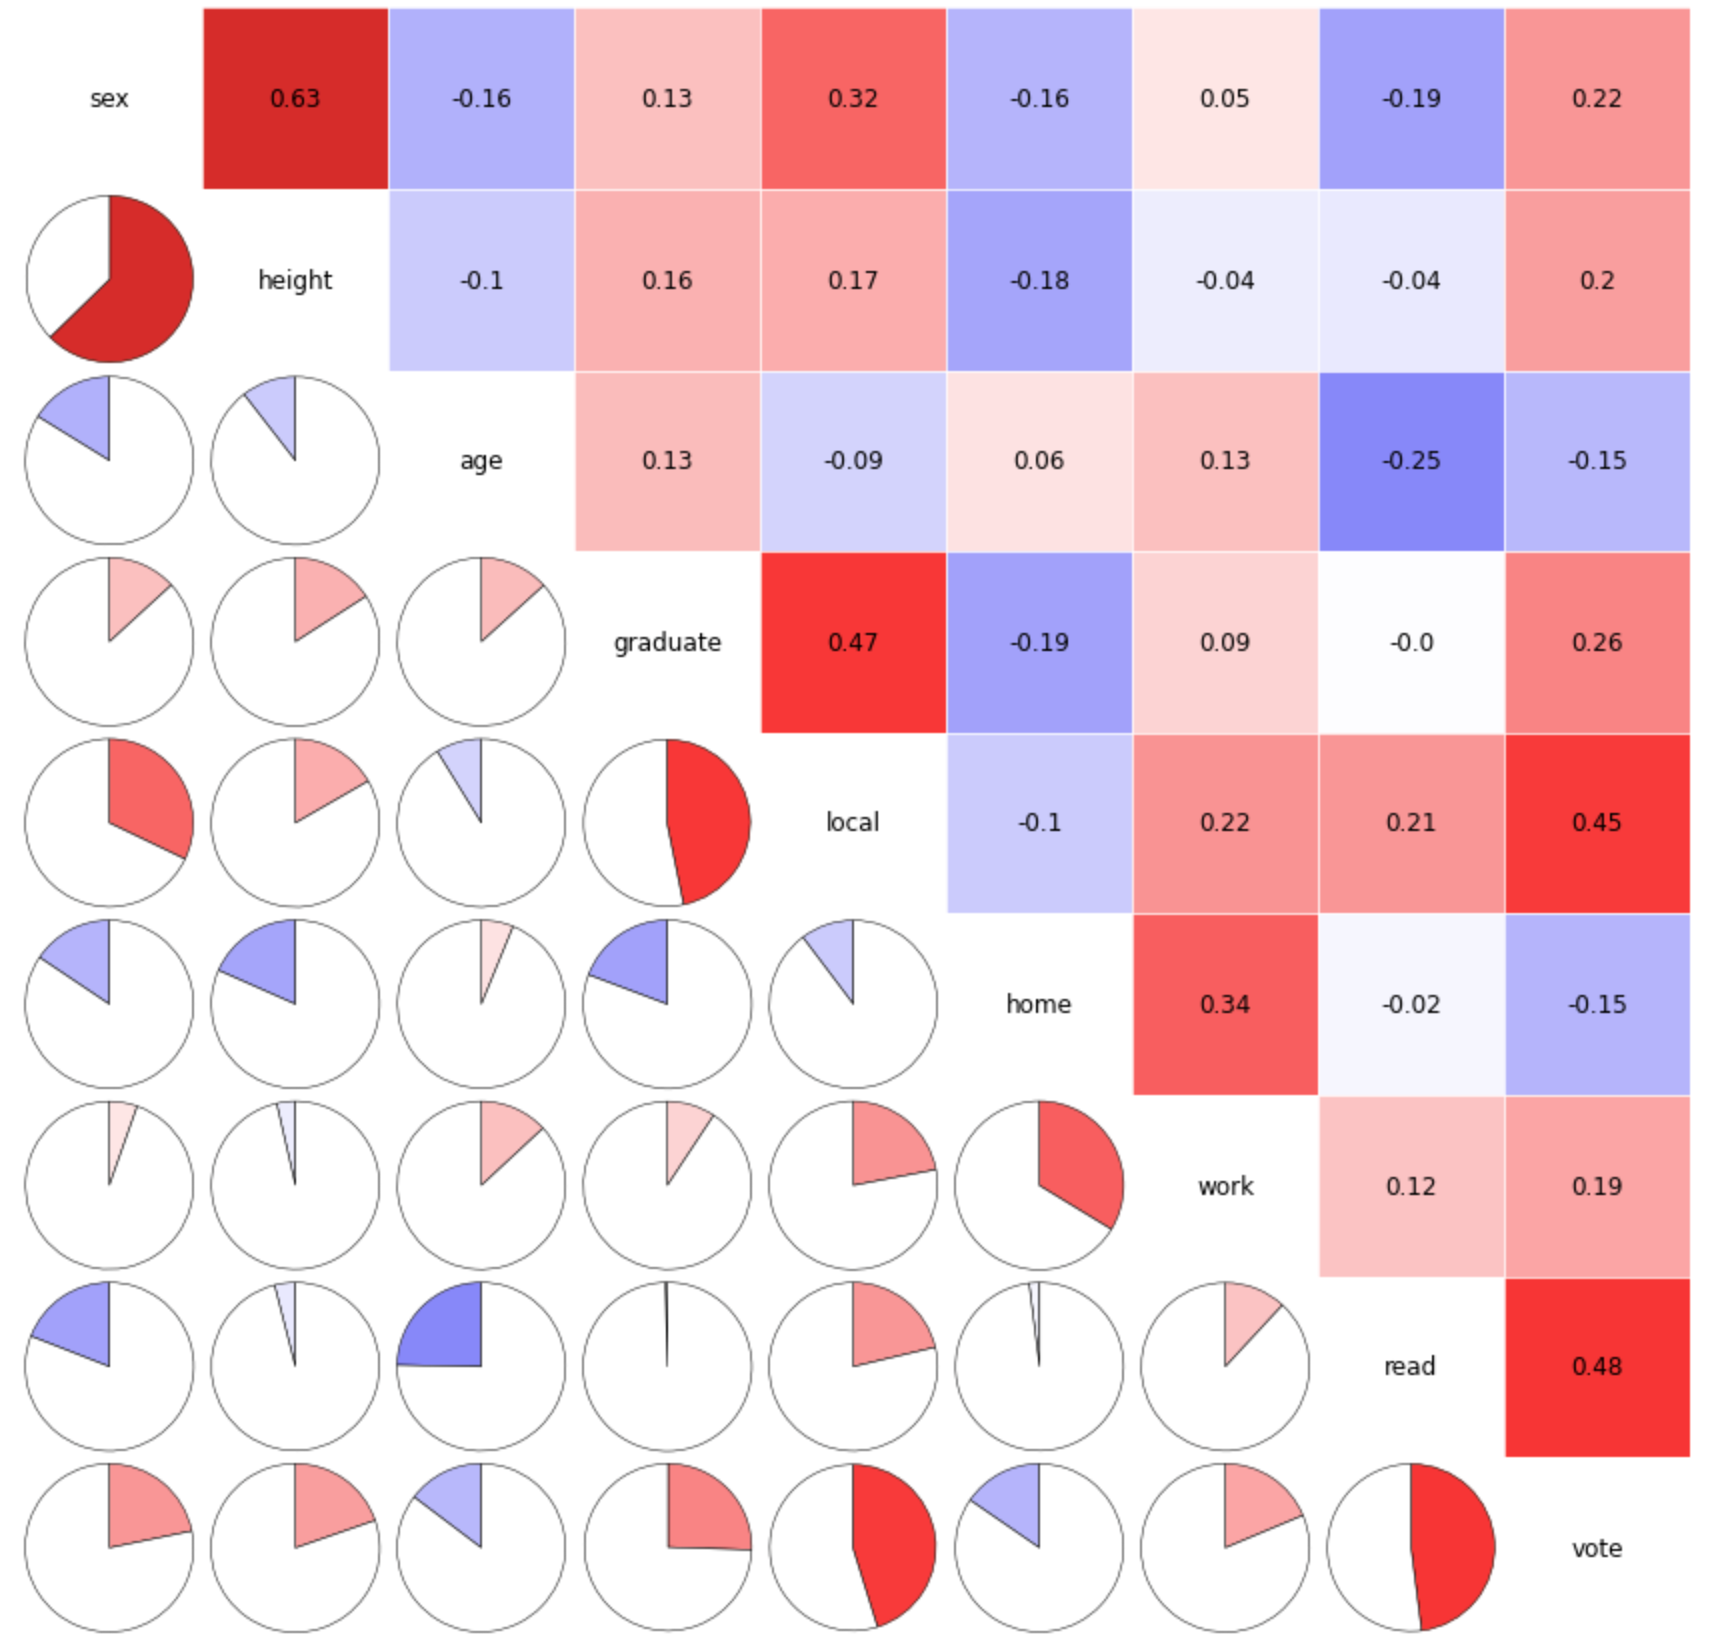 sex 0.63 -0.16 0.13 0.32 -0.16 0.05 -0.19 0.22
height -0.1 0.16 0.17 -0.18 -0.04 -0.04 0.2
age 0.13 -0.09 0.06 0.13 -0.25 -0.15
graduate 0.47 -0.19 0.09 -0.0 0.26
local -0.1 0.22 0.21 0.45
home 0.34 -0.02 -0.15
work 0.12 0.19
read 0.48
vote